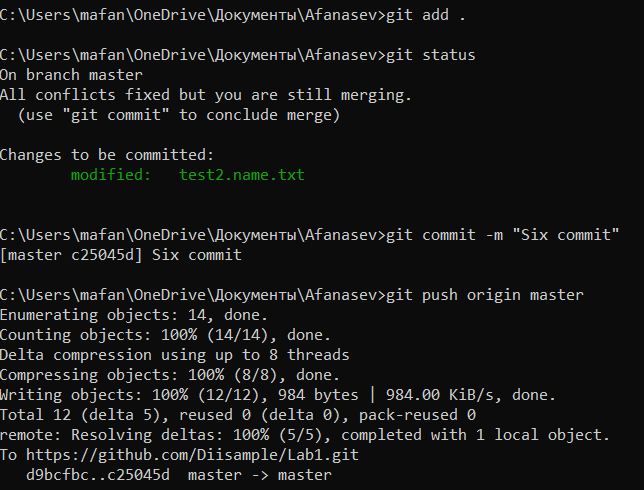 C:\Users\mafan\OneDrive\Документы\Afanasev>git add .
C:\Users\mafan\OneDrive\Документы\Afanasev>git status
On branch master
All conflicts fixed but you are still merging.
  (use "git commit" to conclude merge)
Changes to be committed:
        modified:   test2.name.txt
C:\Users\mafan\OneDrive\Документы\Afanasev>git commit -m "Six commit"
[master c25045d] Six commit
C:\Users\mafan\OneDrive\Документы\Afanasev>git push origin master
Enumerating objects: 14, done.
Counting objects: 100% (14/14), done.
Delta compression using up to 8 threads
Compressing objects: 100% (8/8), done.
Writing objects: 100% (12/12), 984 bytes | 984.00 KiB/s, done.
Total 12 (delta 5), reused 0 (delta 0), pack-reused 0
remote: Resolving deltas: 100% (5/5), completed with 1 local object.
To https://github.com/Diisample/Lab1.git
   d9bcfbc..c25045d  master -> master